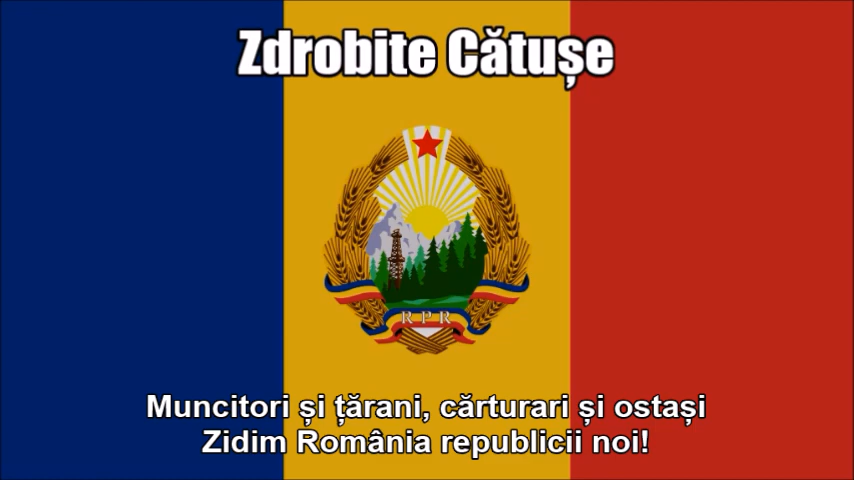 Zdrobite Cătușe
RPR
Muncitori și țărani, cărturari și ostași
Zidim România republicii noi!